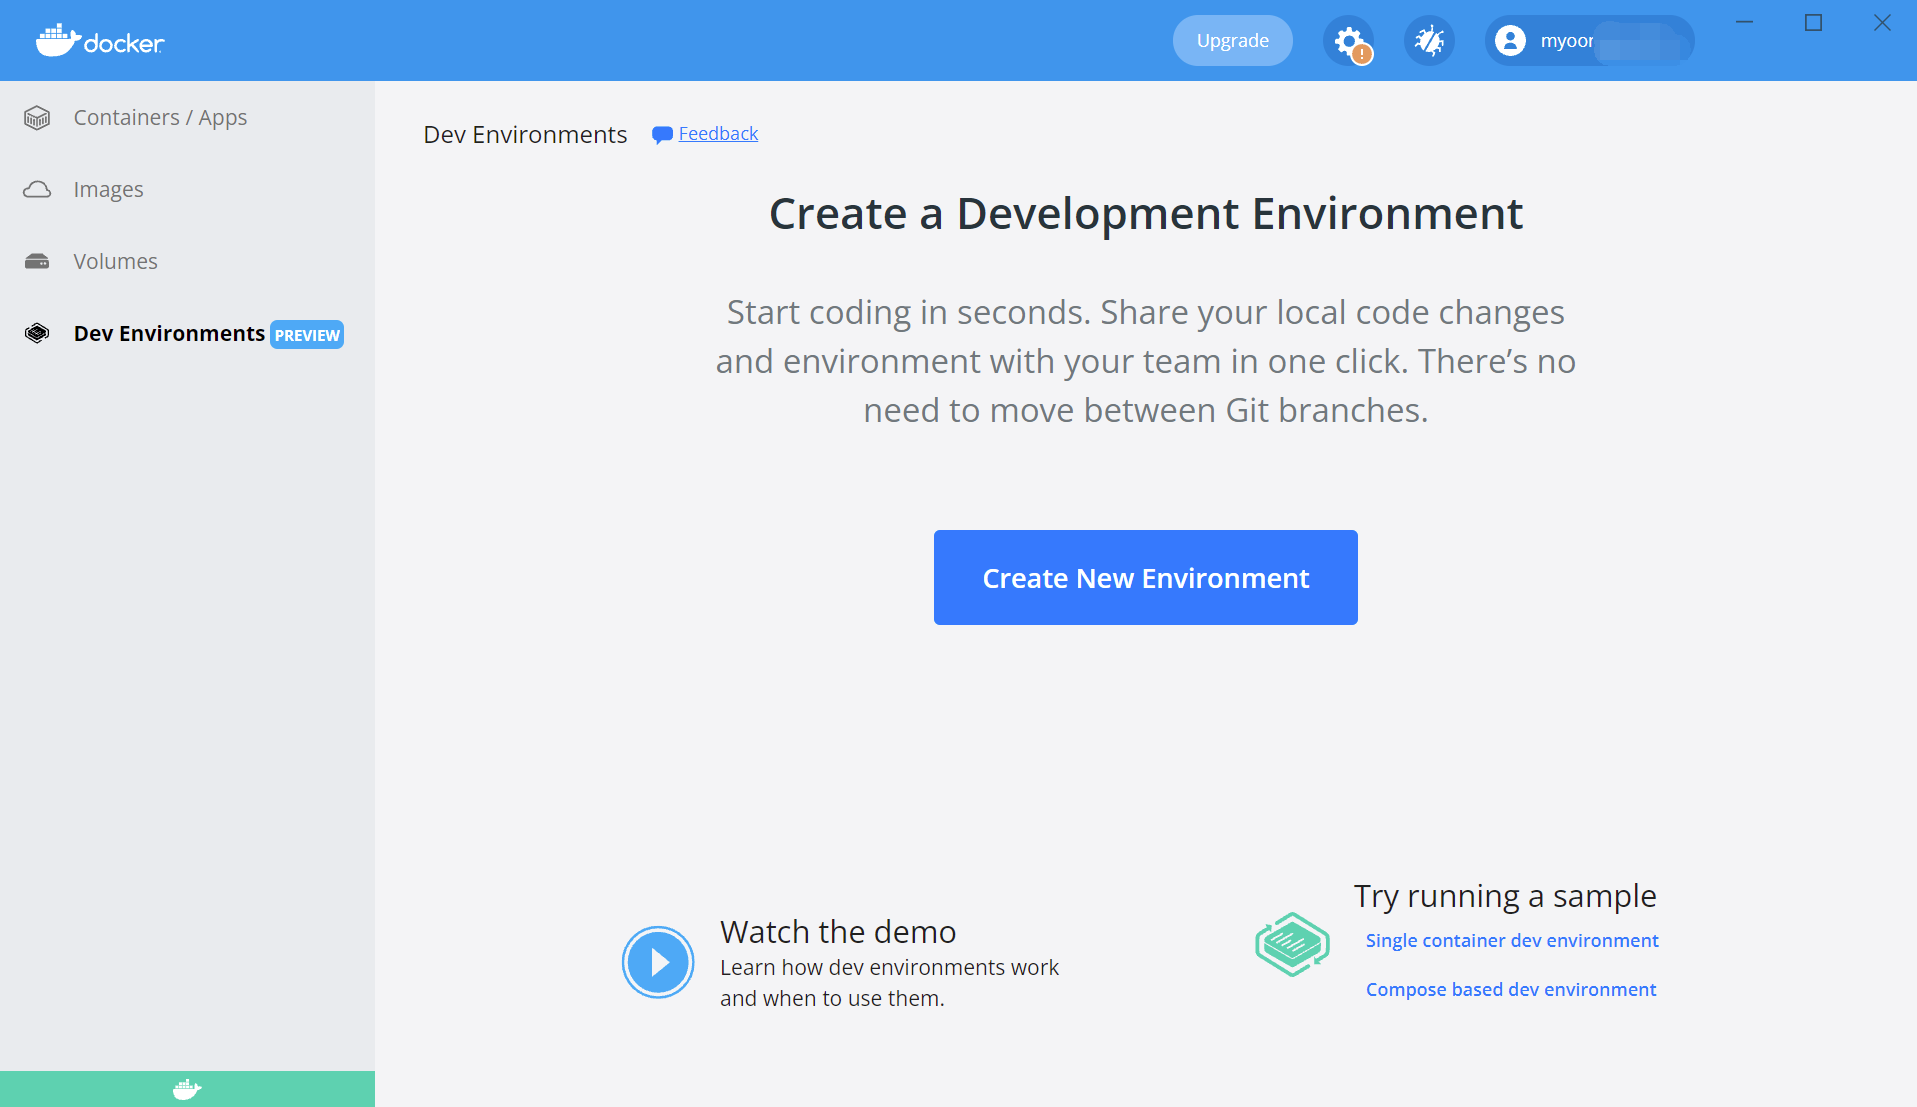 docker
Upgrade
Containers / Apps
Images
Volumes
Dev Environments PREVIEW
Dev Environments
Feedback
Create a Development Environment
Start coding in seconds. Share your local code changes
and environment with your team in one click. There’s no
need to move between Git branches.
Create New Environment
Watch the demo
Learn how dev environments work
and when to use them.
Try running a sample
Single container dev environment
Compose based dev environment